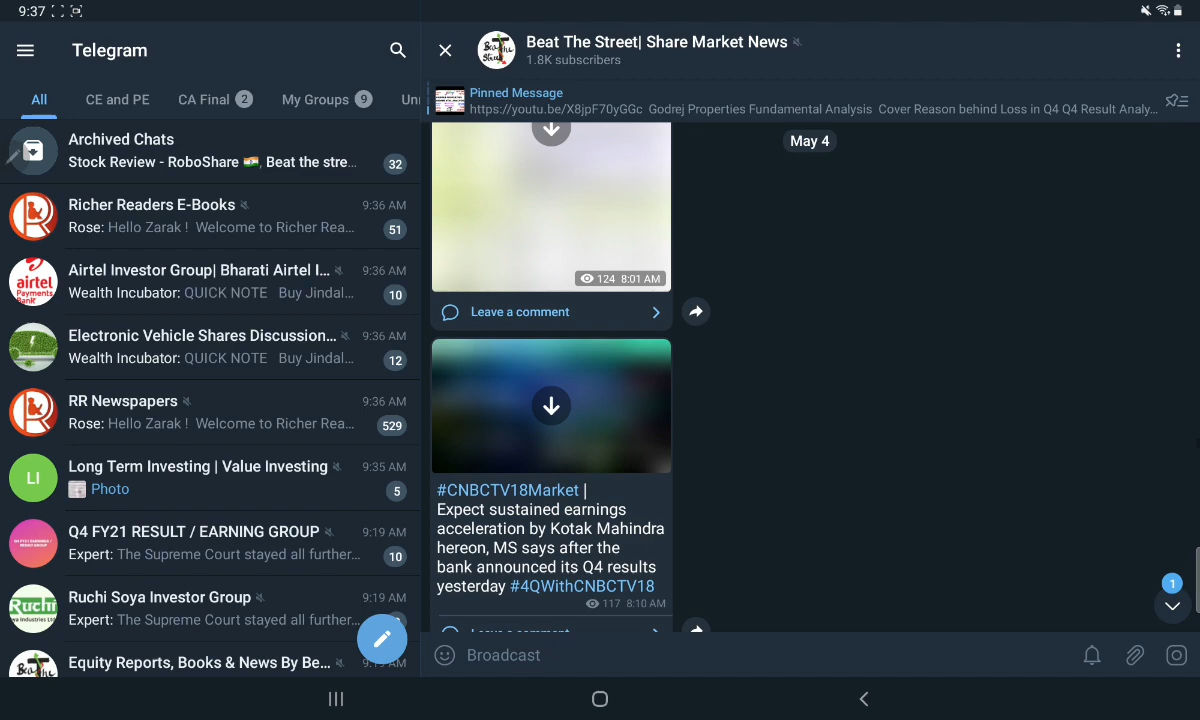 9:37
Telegram
All
CE and PE
CA Final 2
My Groups 9
Un
Archived Chats
Stock Review - RoboShare 🇮🇳, Beat the stre…
32
Richer Readers E-Books
9:36 AM
Rose: Hello Zarak ! Welcome to Richer Rea…
51
Airtel Investor Group| Bharati Airtel I…
9:36 AM
Wealth Incubator: QUICK NOTE Buy Jindal…
10
airtel
Payments
Bank
Electronic Vehicle Shares Discussion…
9:36 AM
Wealth Incubator: QUICK NOTE Buy Jindal…
12
RR Newspapers
9:36 AM
Rose: Hello Zarak ! Welcome to Richer Rea…
529
LI
Long Term Investing | Value Investing
9:35 AM
Photo
5
Q4 FY21 RESULT / EARNING GROUP
9:19 AM
Expert: The Supreme Court stayed all further…
10
Ruchi
Ruchi Soya Investor Group
9:19 AM
Expert: The Supreme Court stayed all further…
Equity Reports, Books & News By Be…
Beat The Street| Share Market News
1.8K subscribers
Pinned Message
https://youtu.be/X8jpF70yGGc Godrej Properties Fundamental Analysis Cover Reason behind Loss in Q4 Q4 Result Analy…
May 4
124 8:01 AM
Leave a comment
#CNBCTV18Market |
Expect sustained earnings
acceleration by Kotak Mahindra
hereon, MS says after the
bank announced its Q4 results
yesterday #4QWithCNBCTV18
117 8:10 AM
Leave a comment
1
Broadcast